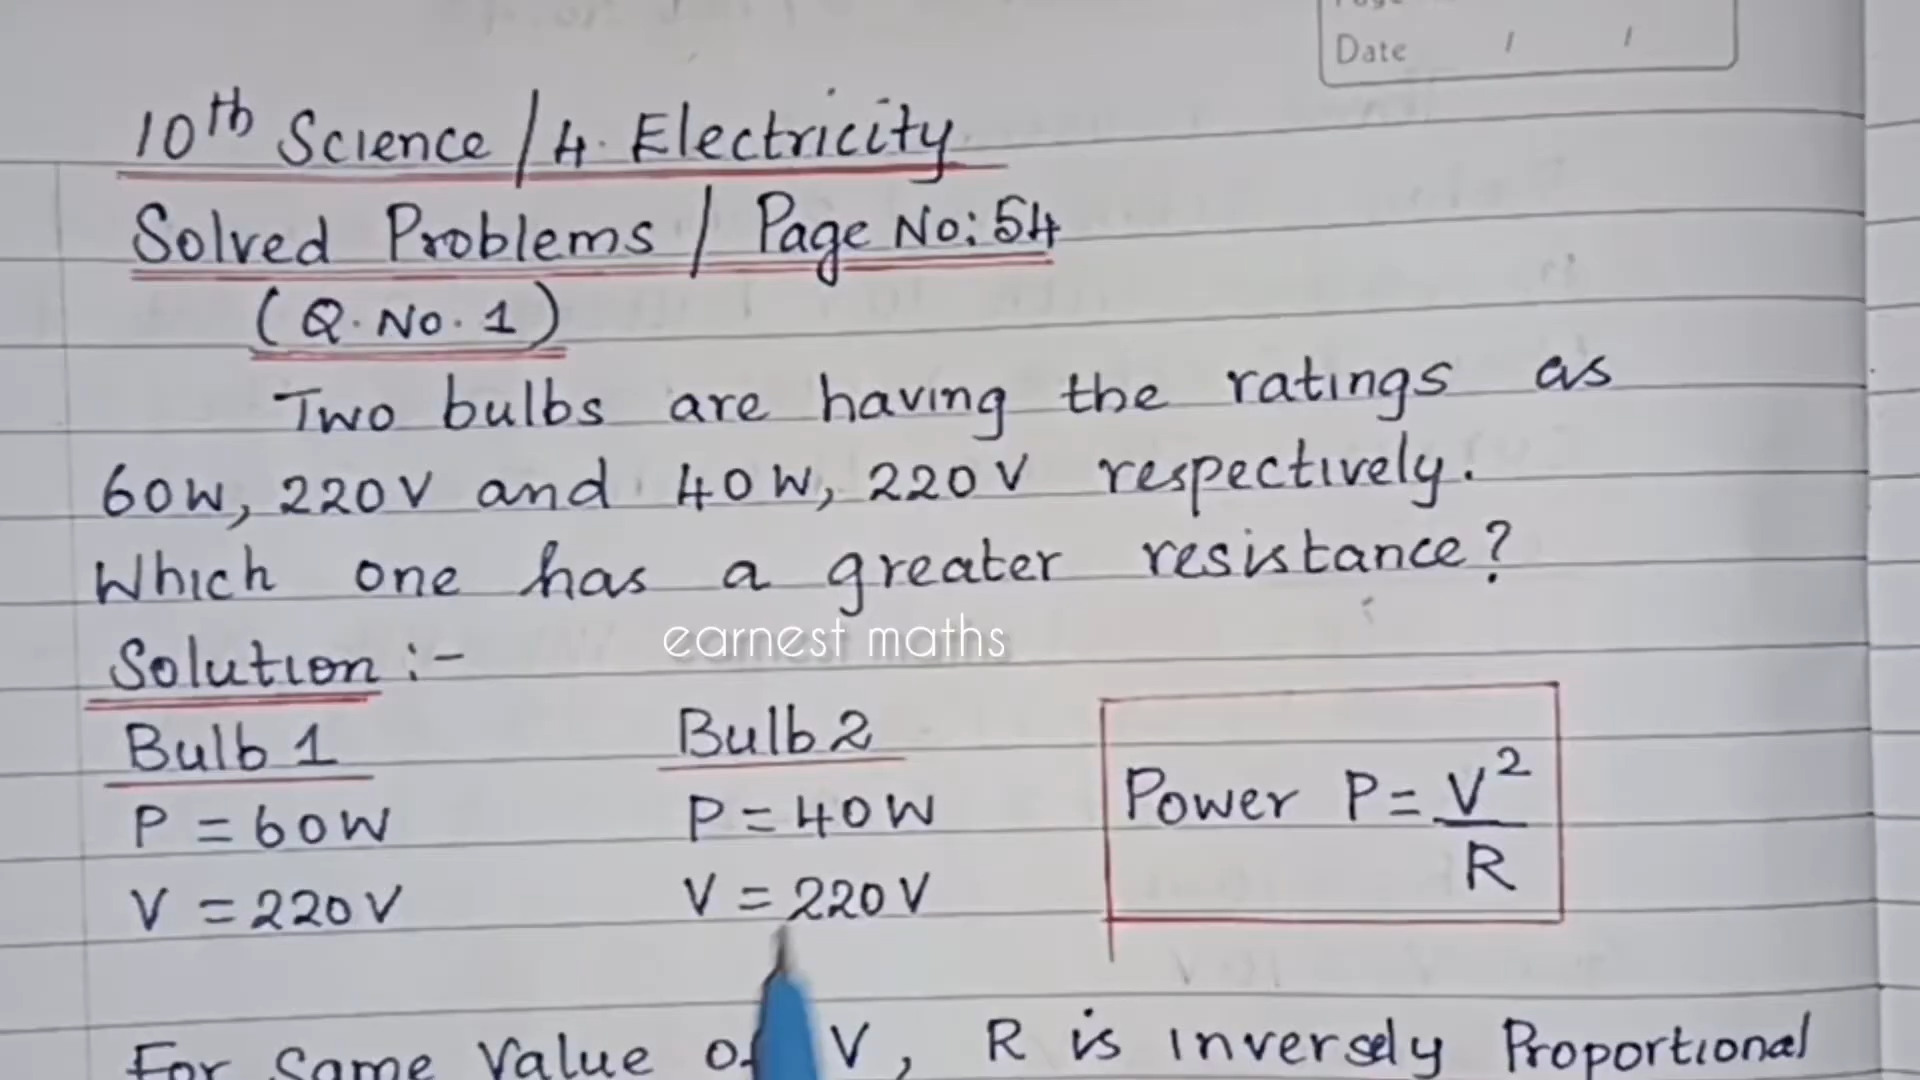 Date / /
10th Science / 4. Electricity
Solved Problems / Page No: 54
(Q. No. 1)
Two bulbs are having the ratings as
60W, 220V and 40W, 220V respectively.
Which one has a greater resistance?
earnest maths
Solution :-
Bulb 1 Bulb 2
P = 60W P = 40W Power P = V²/R
V = 220V V = 220V
For Same Value of V, R is inversely Proportional